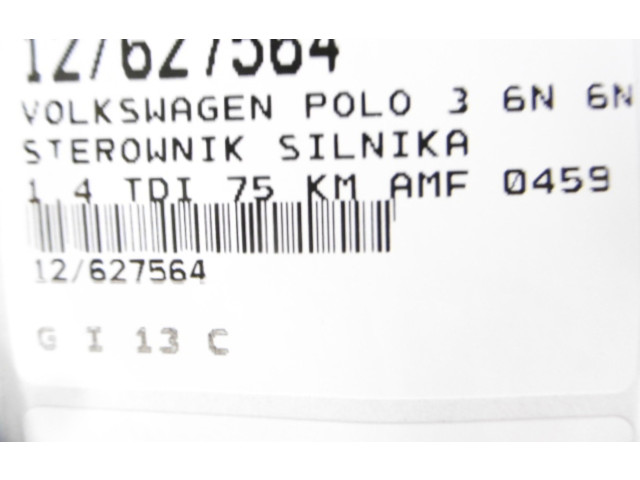 12/627564
VOLKSWAGEN POLO 3 6N 6N
STEROWNIK SILNIKA
1.4 TDI 75 KM AMF 0459
12/627564
G I 13 C